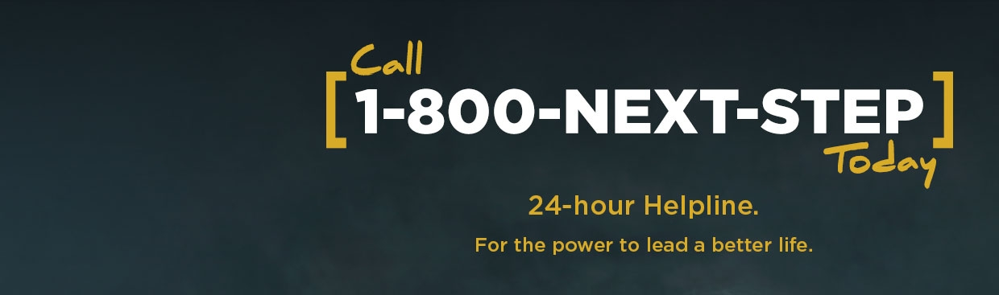 Call
1-800-NEXT-STEP
Today
24-hour Helpline.
For the power to lead a better life.